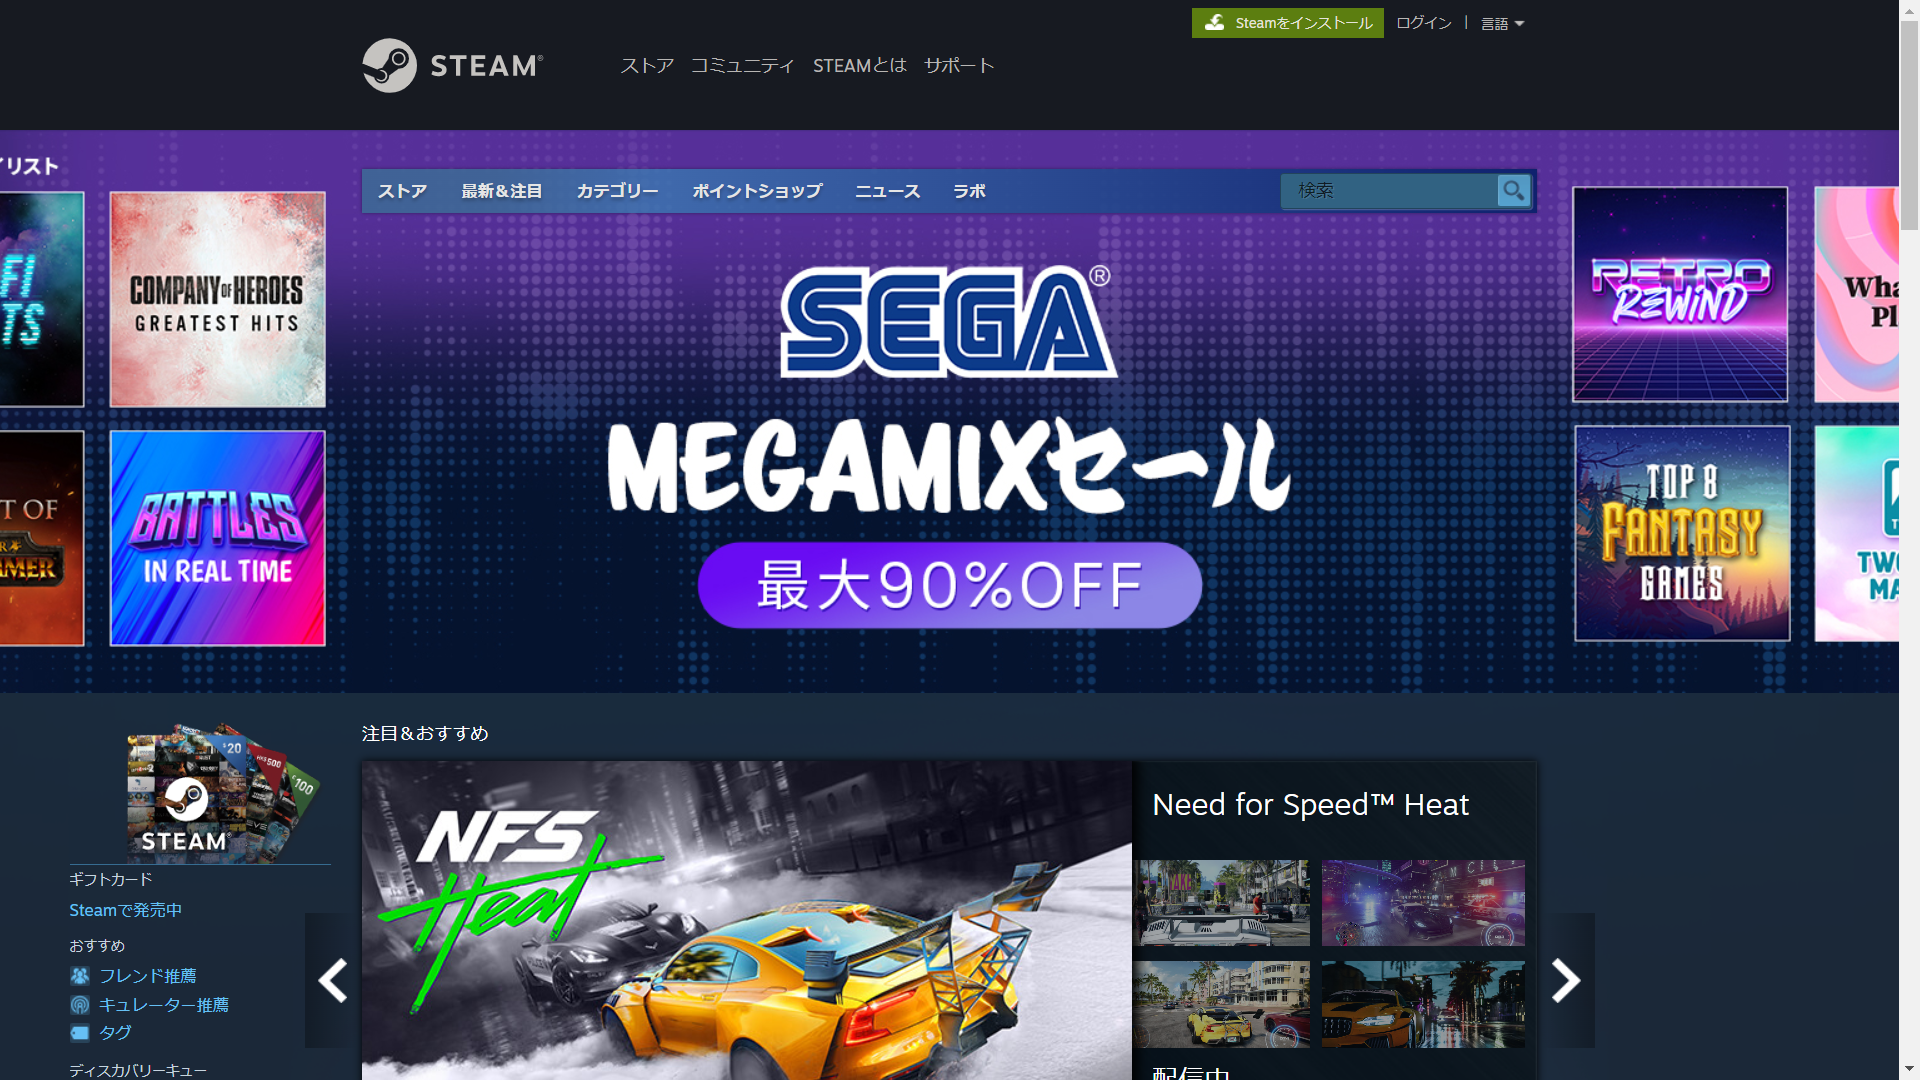 Steamをインストール ログイン | 言語
STEAM®
ストア コミュニティ STEAMとは サポート
イリスト
ストア 最新&注目 カテゴリー ポイントショップ ニュース ラボ
検索
FI
TS
COMPANY OF HEROES
GREATEST HITS
SEGA®
RETRO
REWIND
Wha
Pl
MEGAMIXセール
T OF
BATTLES
IN REAL TIME
TOP 8
FANTASY
GAMES
TWO
MA
最大90%OFF
注目&おすすめ
$20
500
100
STEAM
NFS
Heat
Need for Speed™ Heat
ギフトカード
Steamで発売中
おすすめ
フレンド推薦
キュレーター推薦
タグ
ディスカバリーキュー
配信中